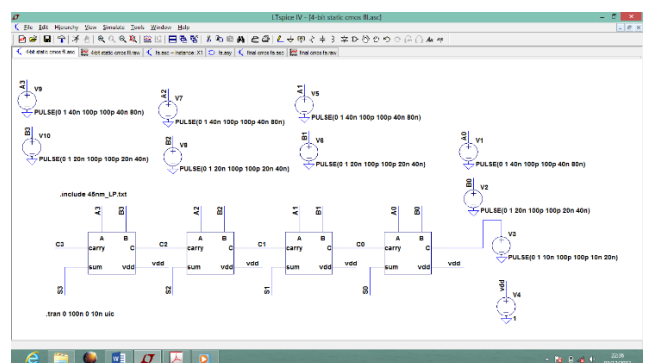 LTspice IV - [4-bit static cmos fll.asc]
File Edit Hierarchy View Simulate Tools Window Help
4-bit static cmos fll.asc 4-bit static cmos fll.raw fa.asc -- Instance: X1 fa.asy final cmos fa.asc final cmos fa.raw
A3 V9 PULSE(0 1 40n 100p 100p 40n 80n)
A2 V7 PULSE(0 1 40n 100p 100p 40n 80n)
A1 V5 PULSE(0 1 40n 100p 100p 40n 80n)
B3 V10 PULSE(0 1 20n 100p 100p 20n 40n)
B2 V8 PULSE(0 1 20n 100p 100p 20n 40n)
B1 V6 PULSE(0 1 20n 100p 100p 20n 40n)
A0 V1 PULSE(0 1 40n 100p 100p 40n 80n)
B0 V2 PULSE(0 1 20n 100p 100p 20n 40n)
.include 45nm_LP.txt
A3 B3 A2 B2 A1 B1 A0 B0
A B A B A B A B
C3 carry C C2 carry C C1 carry C C0 carry C
V3 PULSE(0 1 10n 100p 100p 10n 20n)
sum vdd vdd sum vdd vdd sum vdd vdd sum vdd vdd
S3 S2 S1 S0
vdd V4 1
.tran 0 100n 0 10n uic